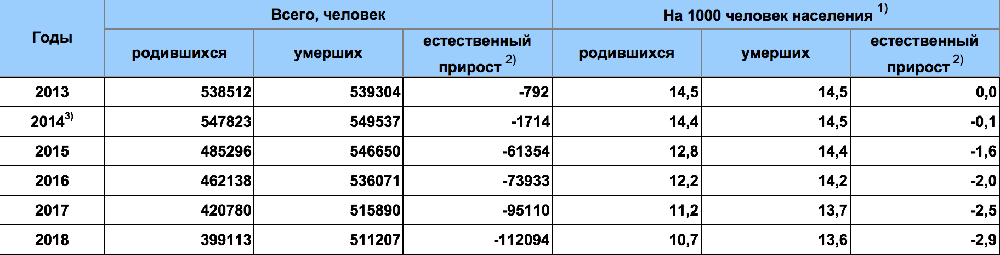 Годы Всего, человек На 1000 человек населения 1)
родившихся умерших естественный прирост 2) родившихся умерших естественный прирост 2)
2013 538512 539304 -792 14,5 14,5 0,0
2014 3) 547823 549537 -1714 14,4 14,5 -0,1
2015 485296 546650 -61354 12,8 14,4 -1,6
2016 462138 536071 -73933 12,2 14,2 -2,0
2017 420780 515890 -95110 11,2 13,7 -2,5
2018 399113 511207 -112094 10,7 13,6 -2,9